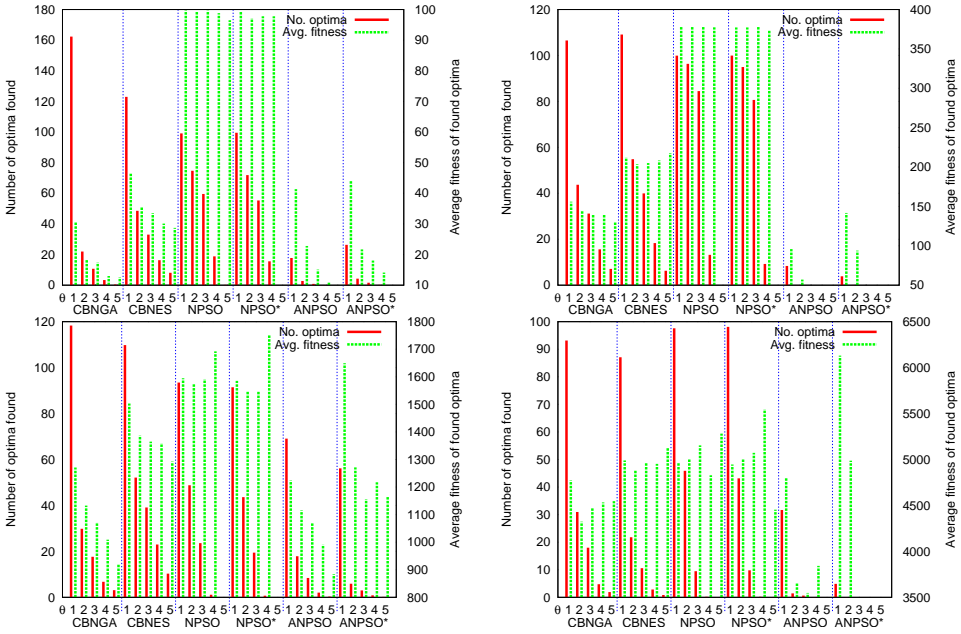 No. optima
Avg. fitness
Number of optima found
Average fitness of found optima
180
160
140
120
100
80
60
40
20
0
100
90
80
70
60
50
40
30
20
10
0 1 2 3 4 5 1 2 3 4 5 1 2 3 4 5 1 2 3 4 5 1 2 3 4 5 1 2 3 4 5
CBNGA CBNES NPSO NPSO* ANPSO ANPSO*
No. optima
Avg. fitness
Number of optima found
Average fitness of found optima
120
100
80
60
40
20
0
400
350
300
250
200
150
100
50
0 1 2 3 4 5 1 2 3 4 5 1 2 3 4 5 1 2 3 4 5 1 2 3 4 5 1 2 3 4 5
CBNGA CBNES NPSO NPSO* ANPSO ANPSO*
No. optima
Avg. fitness
Number of optima found
Average fitness of found optima
120
100
80
60
40
20
0
1800
1700
1600
1500
1400
1300
1200
1100
1000
900
800
0 1 2 3 4 5 1 2 3 4 5 1 2 3 4 5 1 2 3 4 5 1 2 3 4 5 1 2 3 4 5
CBNGA CBNES NPSO NPSO* ANPSO ANPSO*
No. optima
Avg. fitness
Number of optima found
Average fitness of found optima
100
90
80
70
60
50
40
30
20
10
0
6500
6000
5500
5000
4500
4000
3500
0 1 2 3 4 5 1 2 3 4 5 1 2 3 4 5 1 2 3 4 5 1 2 3 4 5 1 2 3 4 5
CBNGA CBNES NPSO NPSO* ANPSO ANPSO*